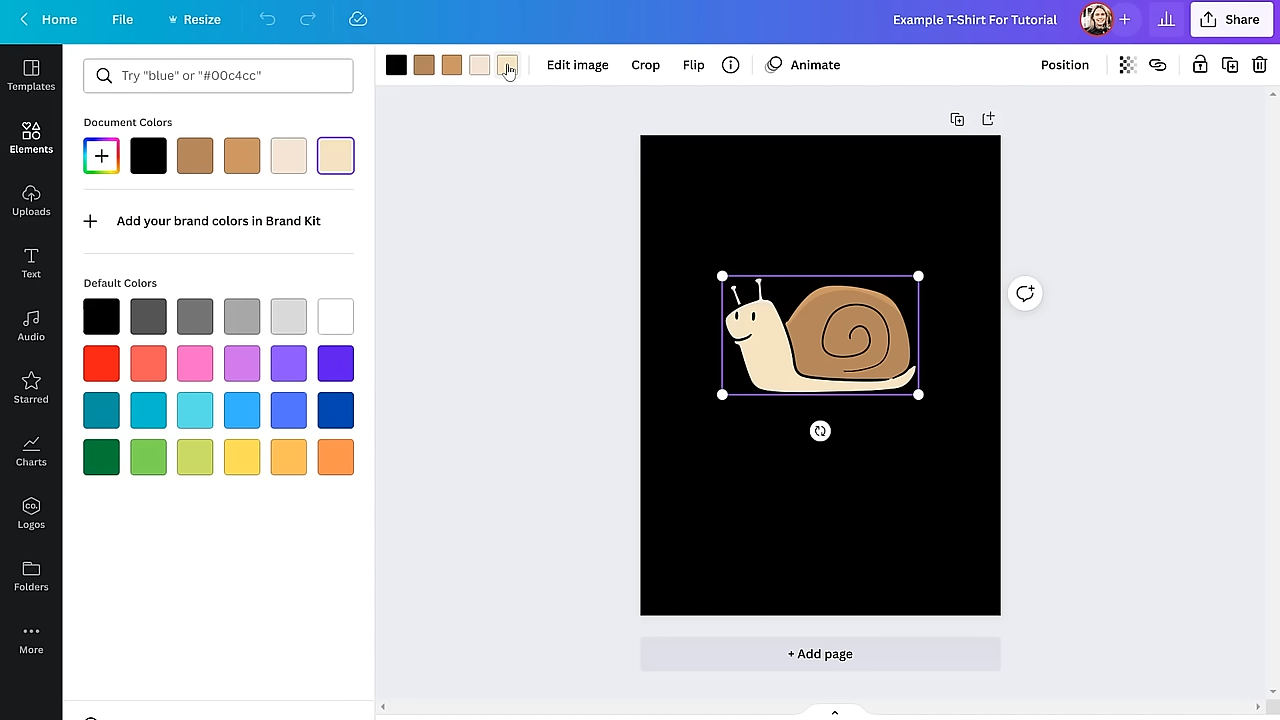 Home
File
Resize
Example T-Shirt For Tutorial
Share
Templates
Elements
Uploads
Text
Audio
Starred
Charts
co.
Logos
Folders
More
Try "blue" or "#00c4cc"
Document Colors
Add your brand colors in Brand Kit
Default Colors
Edit image
Crop
Flip
Animate
Position
+ Add page